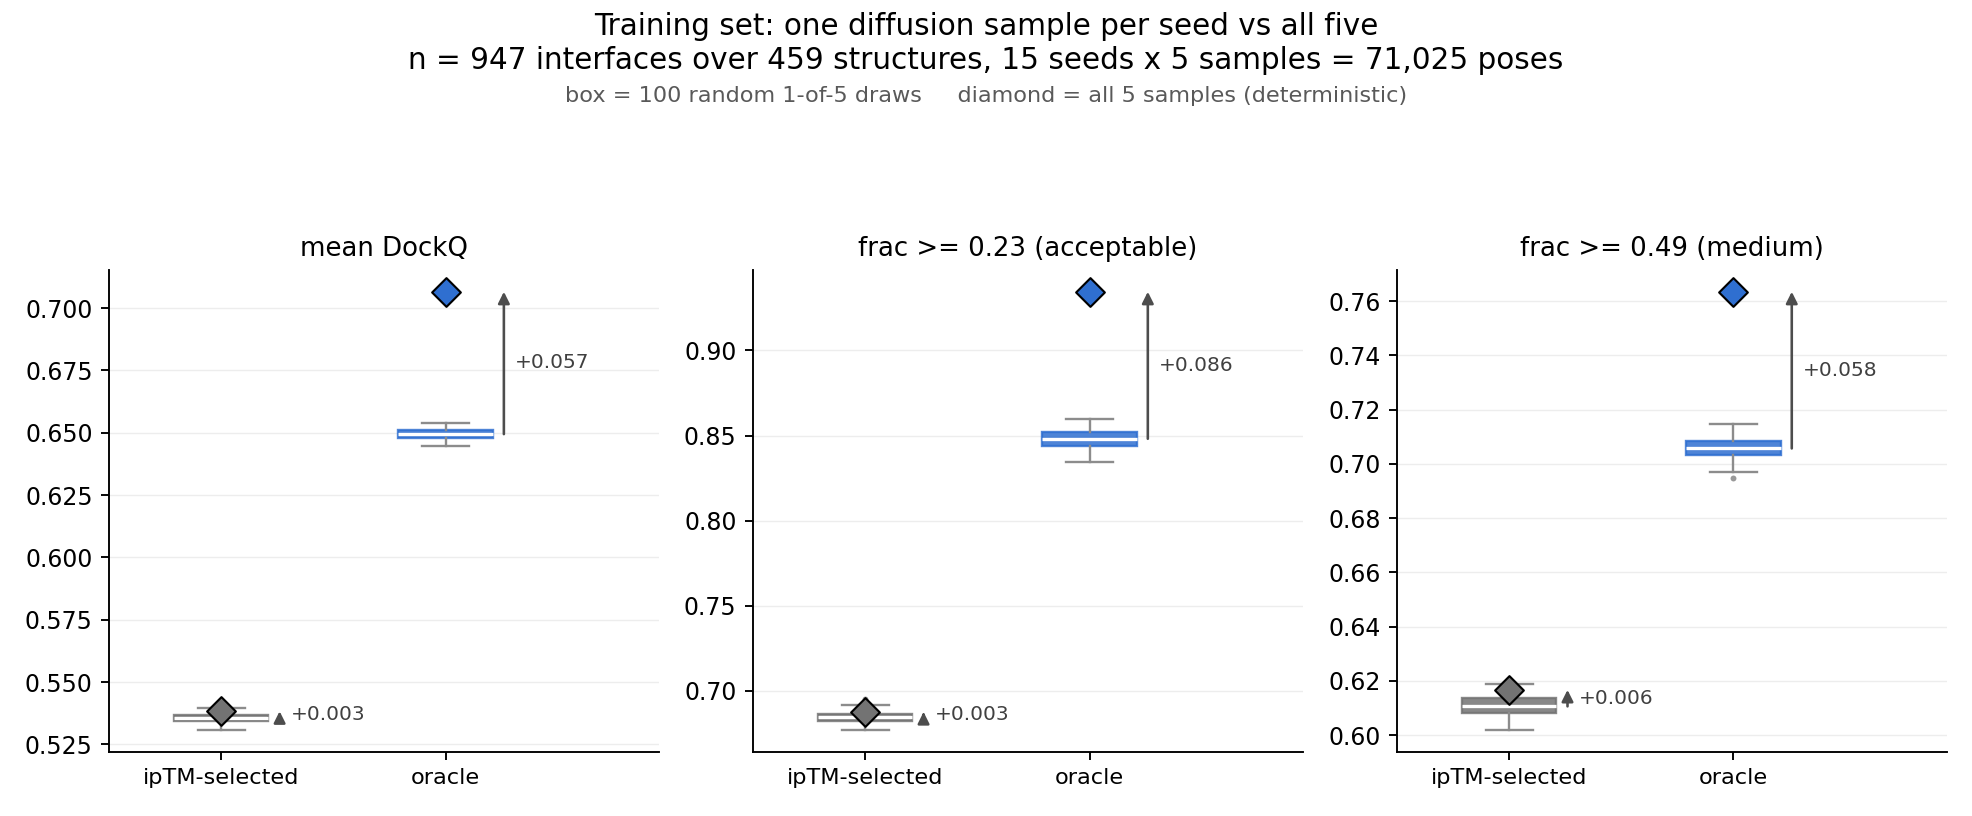 Training set: one diffusion sample per seed vs all five
n = 947 interfaces over 459 structures, 15 seeds x 5 samples = 71,025 poses
box = 100 random 1-of-5 draws     diamond = all 5 samples (deterministic)
mean DockQ
0.700
0.675
0.650
0.625
0.600
0.575
0.550
0.525
+0.057
+0.003
ipTM-selected
oracle
frac >= 0.23 (acceptable)
0.90
0.85
0.80
0.75
0.70
+0.086
+0.003
ipTM-selected
oracle
frac >= 0.49 (medium)
0.76
0.74
0.72
0.70
0.68
0.66
0.64
0.62
0.60
+0.058
+0.006
ipTM-selected
oracle